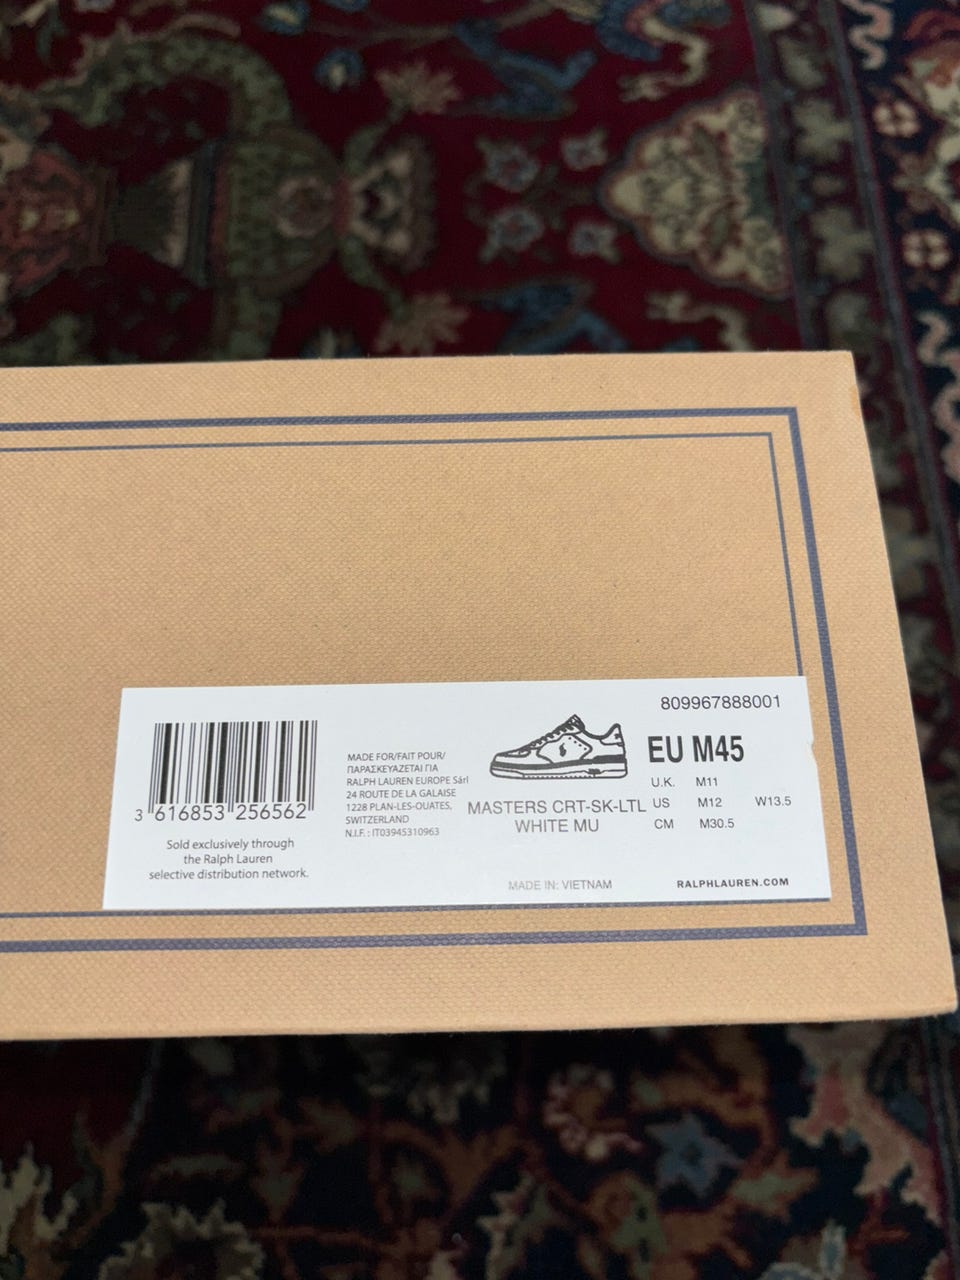 809967888001
3 616853 256562
Sold exclusively through
the Ralph Lauren
selective distribution network.
MADE FOR/FAIT POUR/
ΠΑΡΑΣΚΕΥΑΖΕΤΑΙ ΓΙΑ
RALPH LAUREN EUROPE Sárl
24 ROUTE DE LA GALAISE
1228 PLAN-LES-OUATES,
SWITZERLAND
N.I.F. : IT03945310963
MASTERS CRT-SK-LTL
WHITE MU
MADE IN: VIETNAM
EU M45
U.K. M11
US M12 W13.5
CM M30.5
RALPHLAUREN.COM